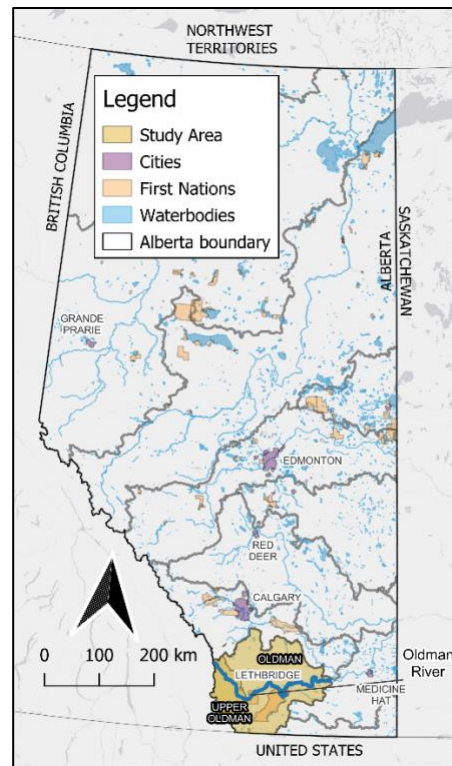 NORTHWEST
TERRITORIES
BRITISH COLUMBIA
Legend
Study Area
Cities
First Nations
Waterbodies
Alberta boundary
ALBERTA
SASKATCHEWAN
GRANDE
PRARIE
EDMONTON
RED
DEER
CALGARY
0 100 200 km
OLDMAN
LETHBRIDGE
Oldman
River
MEDICINE
HAT
UPPER
OLDMAN
UNITED STATES